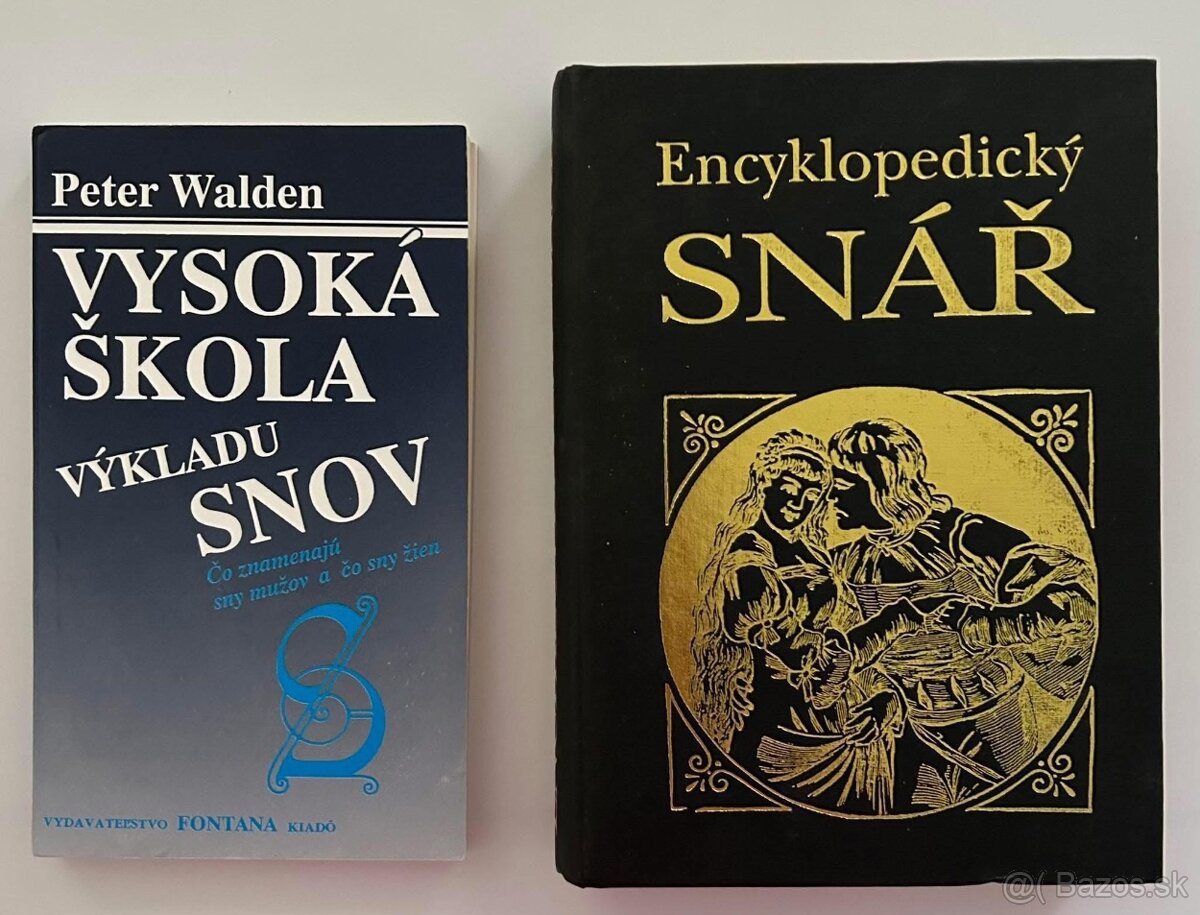 Peter Walden
VYSOKÁ
ŠKOLA
VÝKLADU
SNOV
Čo znamenajú
sny mužov a čo sny žien
VYDAVATEĽSTVO FONTANA KIADÓ
Encyklopedický
SNÁŘ
@( Bazos.sk